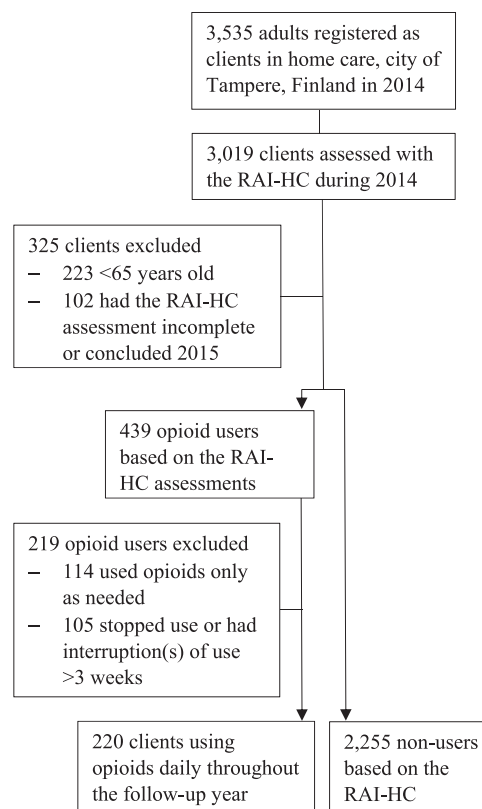 3,535 adults registered as
clients in home care, city of
Tampere, Finland in 2014
3,019 clients assessed with
the RAI-HC during 2014
325 clients excluded
– 223 <65 years old
– 102 had the RAI-HC
assessment incomplete
or concluded 2015
439 opioid users
based on the RAI-
HC assessments
219 opioid users excluded
– 114 used opioids only
as needed
– 105 stopped use or had
interruption(s) of use
>3 weeks
220 clients using
opioids daily throughout
the follow-up year
2,255 non-users
based on the
RAI-HC